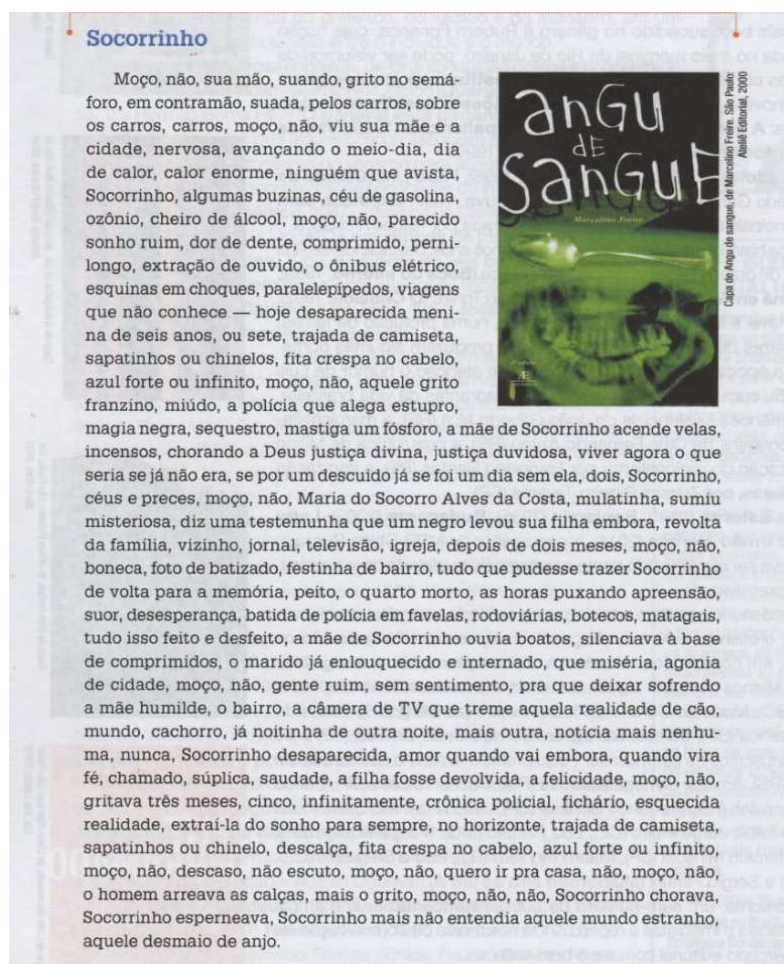 Socorrinho
Moço, não, sua mão, suando, grito no semá-
foro, em contramão, suada, pelos carros, sobre
os carros, carros, moço, não, viu sua mãe e a
cidade, nervosa, avançando o meio-dia, dia
de calor, calor enorme, ninguém que avista,
Socorrinho, algumas buzinas, céu de gasolina,
ozônio, cheiro de álcool, moço, não, parecido
sonho ruim, dor de dente, comprimido, perni-
longo, extração de ouvido, o ônibus elétrico,
esquinas em choques, paralelepípedos, viagens
que não conhece — hoje desaparecida meni-
na de seis anos, ou sete, trajada de camiseta,
sapatinhos ou chinelos, fita crespa no cabelo,
azul forte ou infinito, moço, não, aquele grito
franzino, miúdo, a polícia que alega estupro,
magia negra, sequestro, mastiga um fósforo, a mãe de Socorrinho acende velas,
incensos, chorando a Deus justiça divina, justiça duvidosa, viver agora o que
seria se já não era, se por um descuido já se foi um dia sem ela, dois, Socorrinho,
céus e preces, moço, não, Maria do Socorro Alves da Costa, mulatinha, sumiu
misteriosa, diz uma testemunha que um negro levou sua filha embora, revolta
da família, vizinho, jornal, televisão, igreja, depois de dois meses, moço, não,
boneca, foto de batizado, festinha de bairro, tudo que pudesse trazer Socorrinho
de volta para a memória, peito, o quarto morto, as horas puxando apreensão,
suor, desesperança, batida de polícia em favelas, rodoviárias, botecos, matagais,
tudo isso feito e desfeito, a mãe de Socorrinho ouvia boatos, silenciava à base
de comprimidos, o marido já enlouquecido e internado, que miséria, agonia
de cidade, moço, não, gente ruim, sem sentimento, pra que deixar sofrendo
a mãe humilde, o bairro, a câmera de TV que treme aquela realidade de cão,
mundo, cachorro, já noitinha de outra noite, mais outra, notícia mais nenhu-
ma, nunca, Socorrinho desaparecida, amor quando vai embora, quando vira
fé, chamado, súplica, saudade, a filha fosse devolvida, a felicidade, moço, não,
gritava três meses, cinco, infinitamente, crônica policial, fichário, esquecida
realidade, extraí-la do sonho para sempre, no horizonte, trajada de camiseta,
sapatinhos ou chinelo, descalça, fita crespa no cabelo, azul forte ou infinito,
moço, não, descaso, não escuto, moço, não, quero ir pra casa, não, moço, não,
o homem arreava as calças, mais o grito, moço, não, não, Socorrinho chorava,
Socorrinho esperneava, Socorrinho mais não entendia aquele mundo estranho,
aquele desmaio de anjo.
anGU
dE
SanGUE
Marcelino Freire
Capa de Angu de sangue, de Marcelino Freire. São Paulo:
Ateliê Editorial, 2000